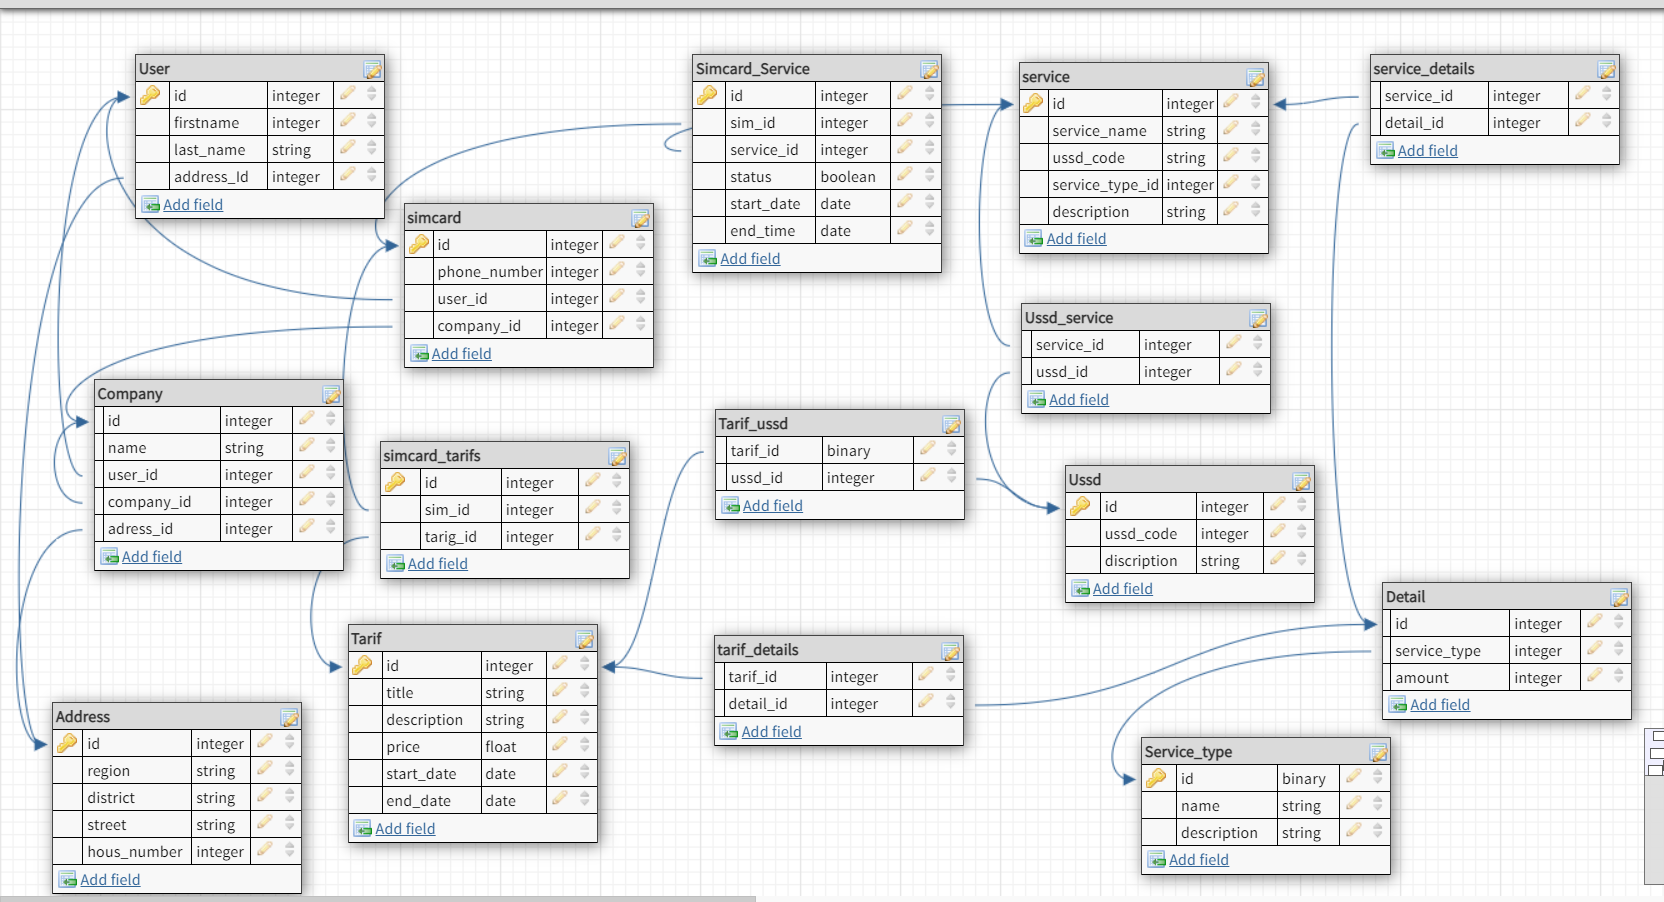 User
id integer
firstname integer
last_name string
address_Id integer
Add field
simcard
id integer
phone_number integer
user_id integer
company_id integer
Add field
Simcard_Service
id integer
sim_id integer
service_id integer
status boolean
start_date date
end_time date
Add field
service
id integer
service_name string
ussd_code string
service_type_id integer
description string
Add field
service_details
service_id integer
detail_id integer
Add field
Ussd_service
service_id integer
ussd_id integer
Add field
Company
id integer
name string
user_id integer
company_id integer
adress_id integer
Add field
simcard_tarifs
id integer
sim_id integer
tarig_id integer
Add field
Tarif_ussd
tarif_id binary
ussd_id integer
Add field
Ussd
id integer
ussd_code integer
discription string
Add field
Detail
id integer
service_type integer
amount integer
Add field
Tarif
id integer
title string
description string
price float
start_date date
end_date date
Add field
tarif_details
tarif_id integer
detail_id integer
Add field
Address
id integer
region string
district string
street string
hous_number integer
Add field
Service_type
id binary
name string
description string
Add field